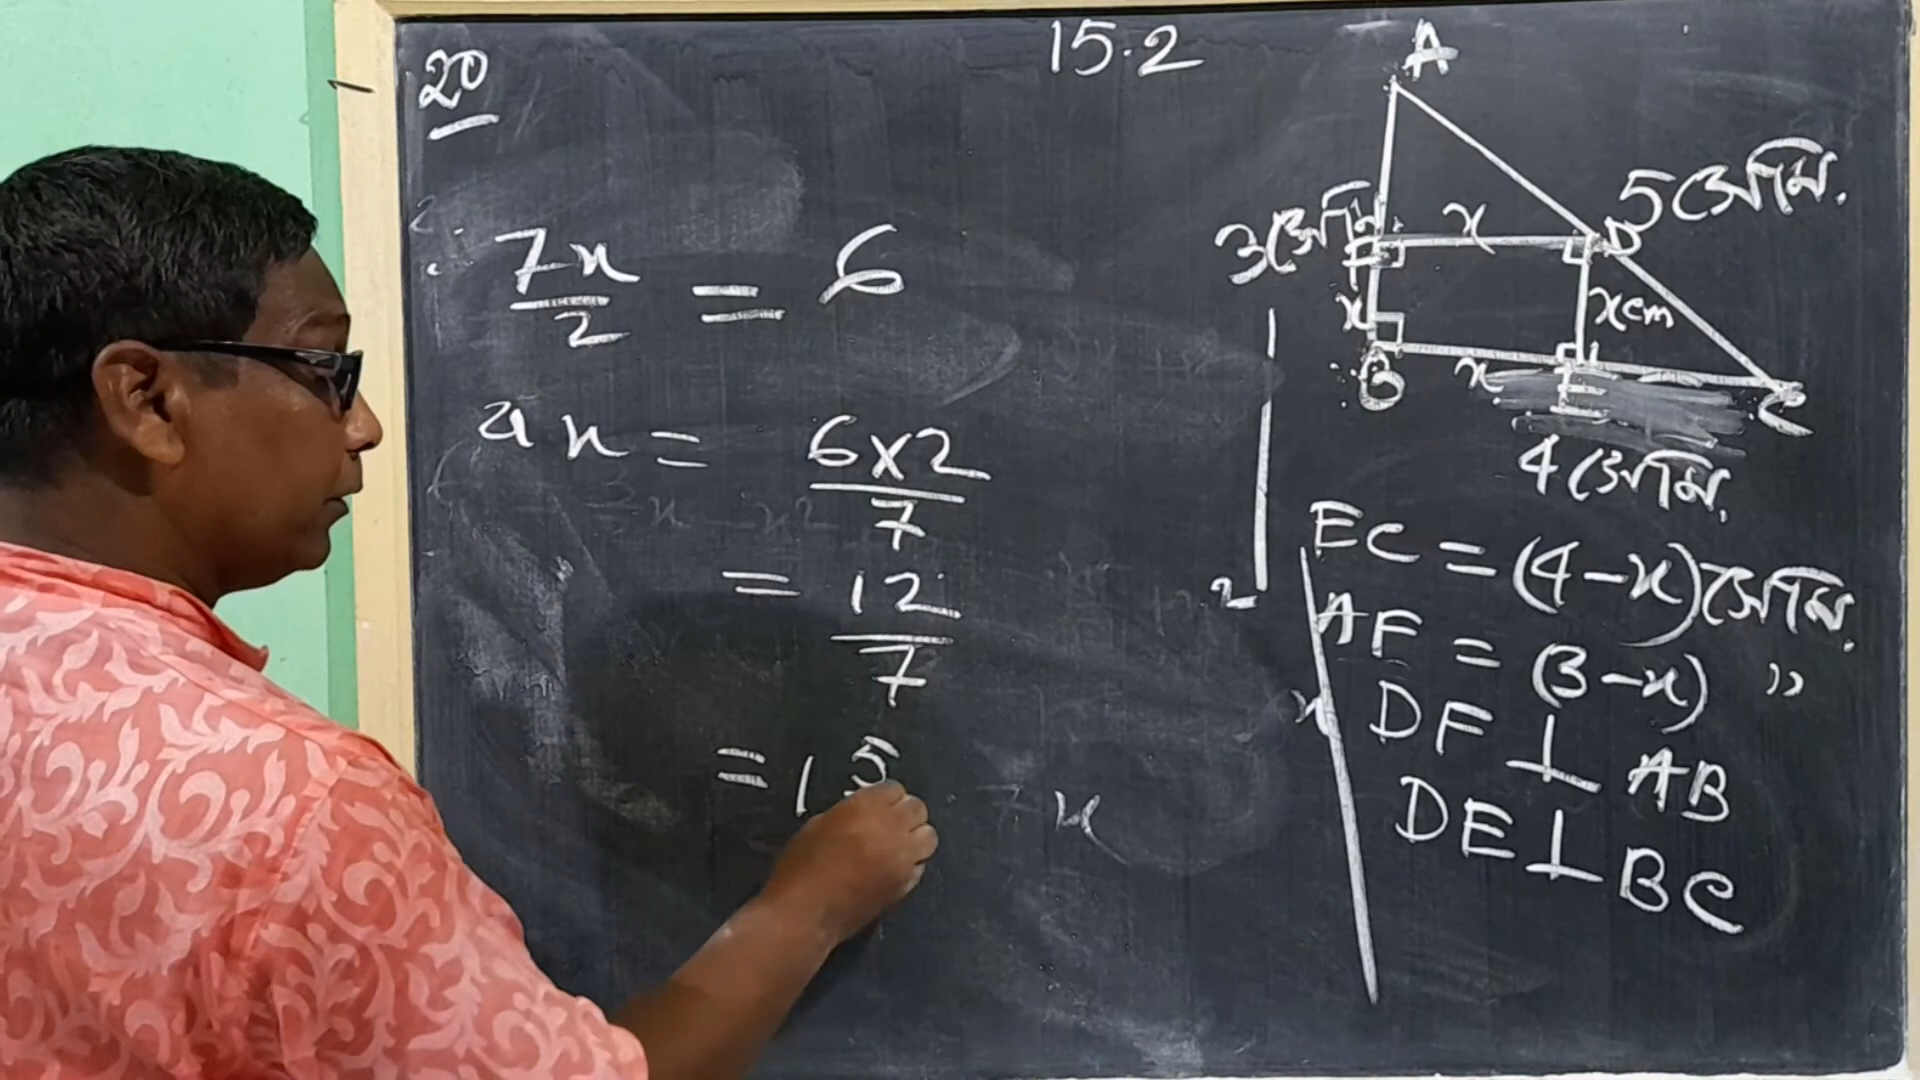 20
15.2
7x/2 = 6
বা x = 6×2/7
= 12/7
= 1 5
x
A
3 সেমি
5 সেমি.
x
D
F
x
x cm
B
x
E
C
4 সেমি.
EC = (4-x) সেমি.
AF = (3-x) "
DF ⊥ AB
DE ⊥ BC